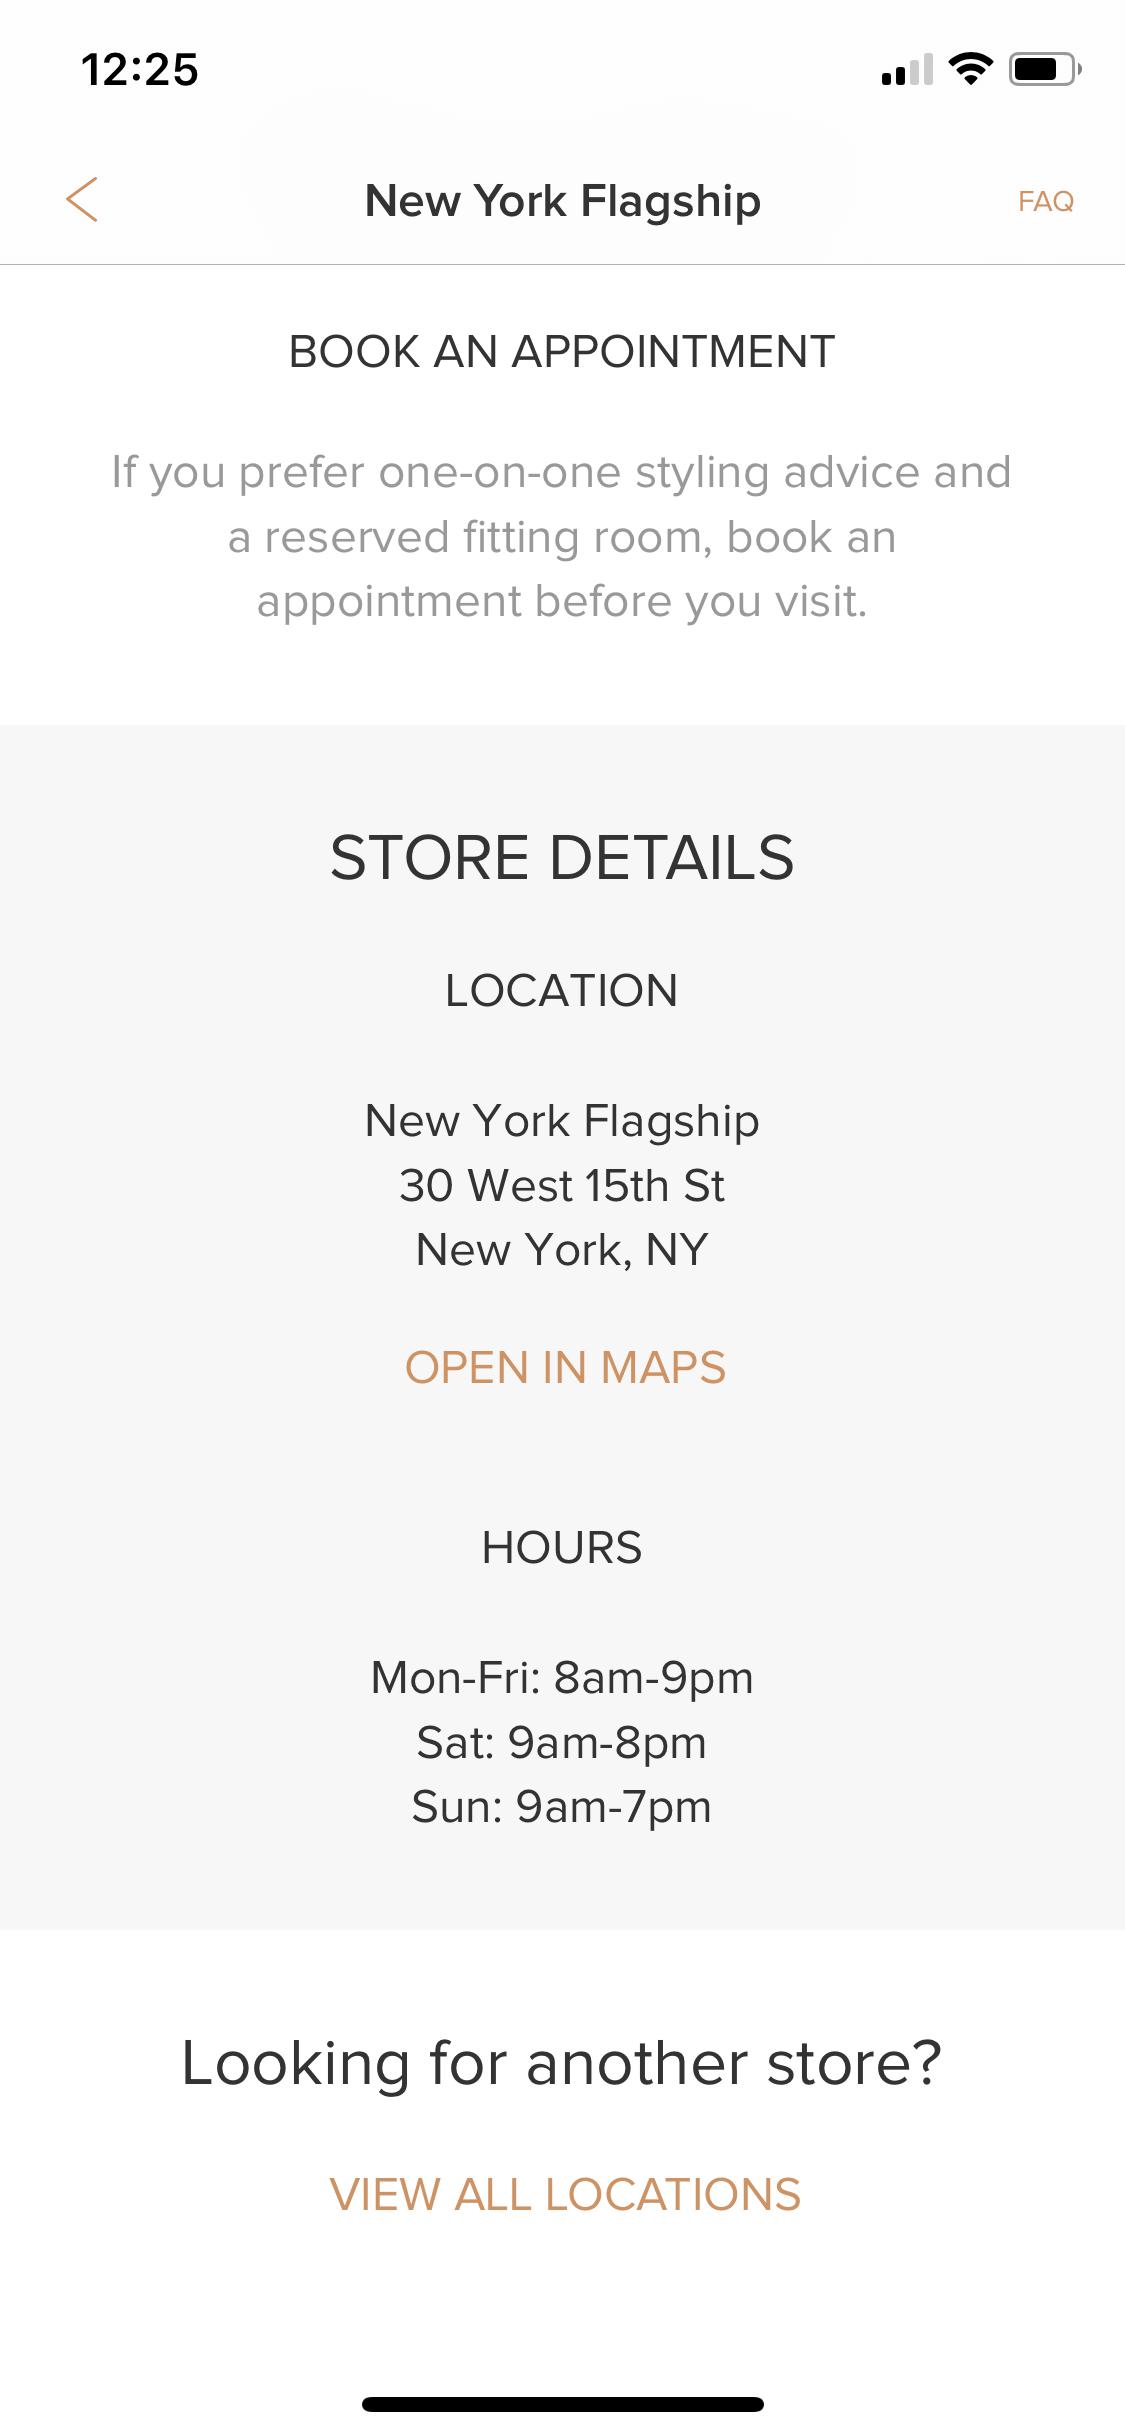 12:25
New York Flagship
FAQ
BOOK AN APPOINTMENT
If you prefer one-on-one styling advice and
a reserved fitting room, book an
appointment before you visit.
STORE DETAILS
LOCATION
New York Flagship
30 West 15th St
New York, NY
OPEN IN MAPS
HOURS
Mon-Fri: 8am-9pm
Sat: 9am-8pm
Sun: 9am-7pm
Looking for another store?
VIEW ALL LOCATIONS